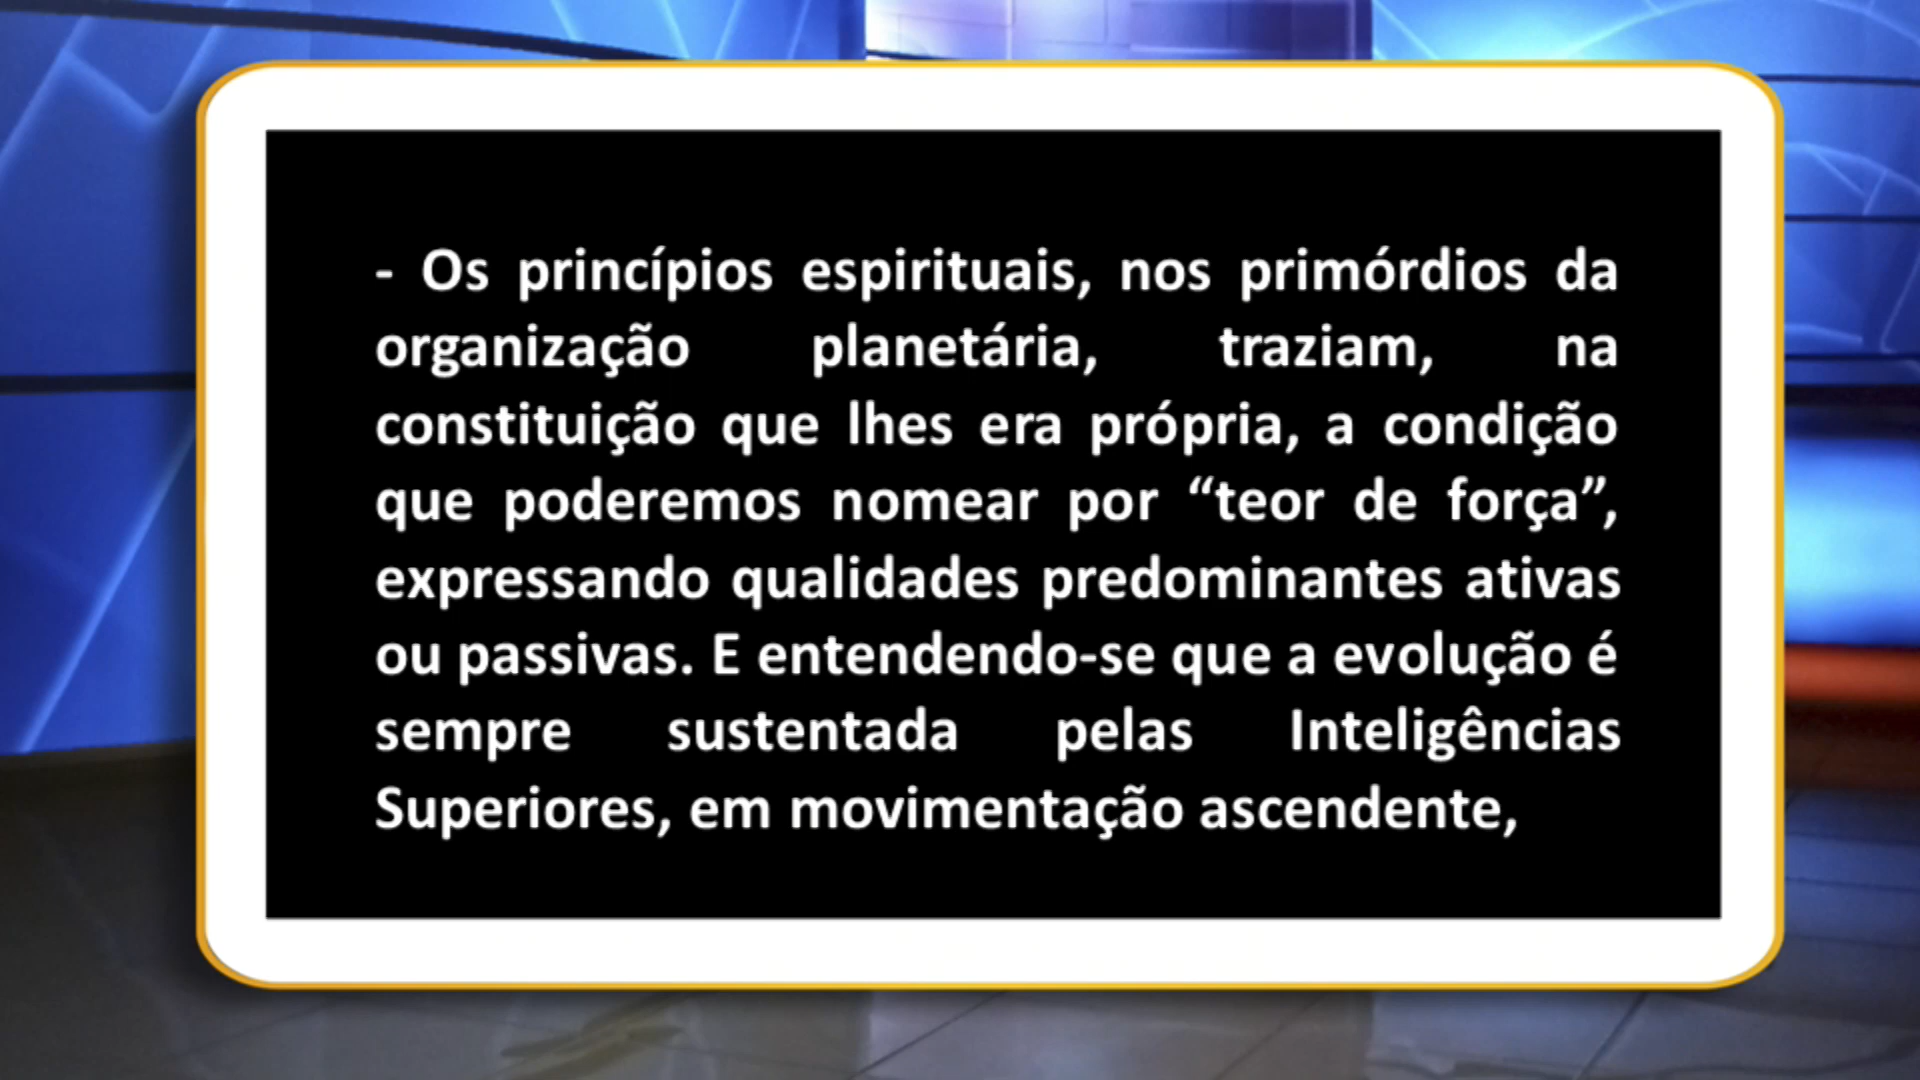 - Os princípios espirituais, nos primórdios da
organização planetária, traziam, na
constituição que lhes era própria, a condição
que poderemos nomear por “teor de força”,
expressando qualidades predominantes ativas
ou passivas. E entendendo-se que a evolução é
sempre sustentada pelas Inteligências
Superiores, em movimentação ascendente,